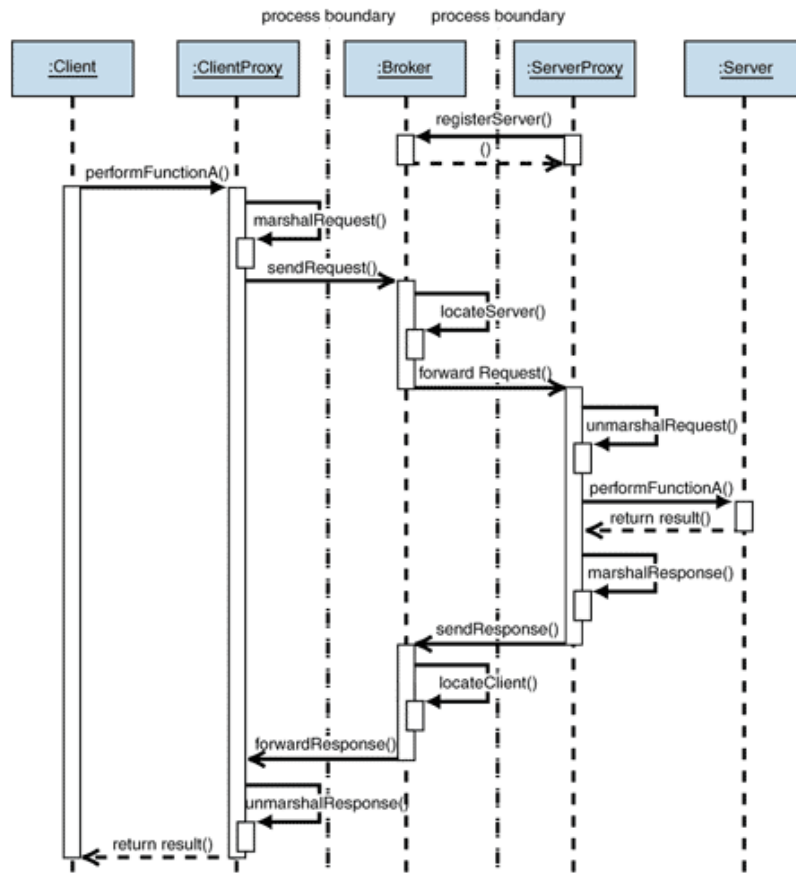 process boundary process boundary
:Client :ClientProxy :Broker :ServerProxy :Server
registerServer()
()
performFunctionA()
marshalRequest()
sendRequest()
locateServer()
forward Request()
unmarshalRequest()
performFunctionA()
return result()
marshalResponse()
sendResponse()
locateClient()
forwardResponse()
unmarshalResponse()
return result()